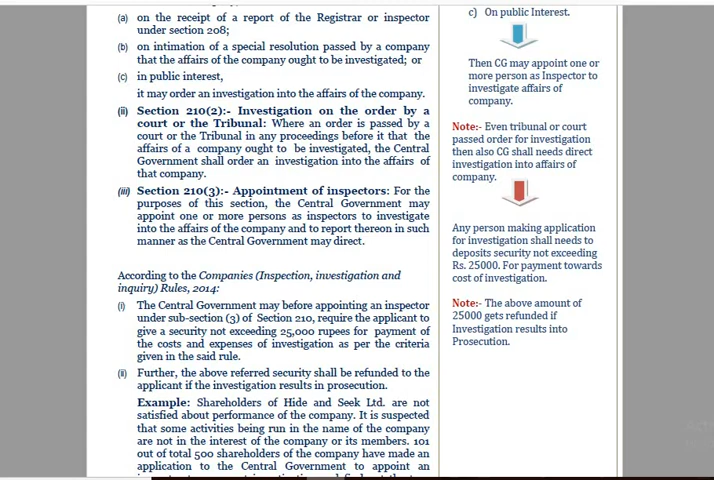 (a) on the receipt of a report of the Registrar or inspector
under section 208;
(b) on intimation of a special resolution passed by a company
that the affairs of the company ought to be investigated; or
(c) in public interest,
it may order an investigation into the affairs of the company.
(ii) Section 210(2):- Investigation on the order by a
court or the Tribunal: Where an order is passed by a
court or the Tribunal in any proceedings before it that the
affairs of a company ought to be investigated, the Central
Government shall order an investigation into the affairs of
that company.
(iii) Section 210(3):- Appointment of inspectors: For the
purposes of this section, the Central Government may
appoint one or more persons as inspectors to investigate
into the affairs of the company and to report thereon in such
manner as the Central Government may direct.
According to the Companies (Inspection, investigation and
inquiry) Rules, 2014:
(i) The Central Government may before appointing an inspector
under sub-section (3) of Section 210, require the applicant to
give a security not exceeding 25,000 rupees for payment of
the costs and expenses of investigation as per the criteria
given in the said rule.
(ii) Further, the above referred security shall be refunded to the
applicant if the investigation results in prosecution.
Example: Shareholders of Hide and Seek Ltd. are not
satisfied about performance of the company. It is suspected
that some activities being run in the name of the company
are not in the interest of the company or its members. 101
out of total 500 shareholders of the company have made an
application to the Central Government to appoint an
c) On public Interest.
Then CG may appoint one or
more person as Inspector to
investigate affairs of
company.
Note:- Even tribunal or court
passed order for investigation
then also CG shall needs direct
investigation into affairs of
company.
Any person making application
for investigation shall needs to
deposits security not exceeding
Rs. 25000. For payment towards
cost of investigation.
Note:- The above amount of
25000 gets refunded if
Investigation results into
Prosecution.